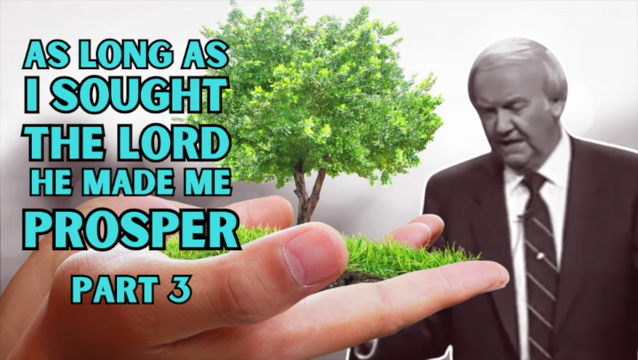 AS LONG AS
I SOUGHT
THE LORD
HE MADE ME
PROSPER
PART 3